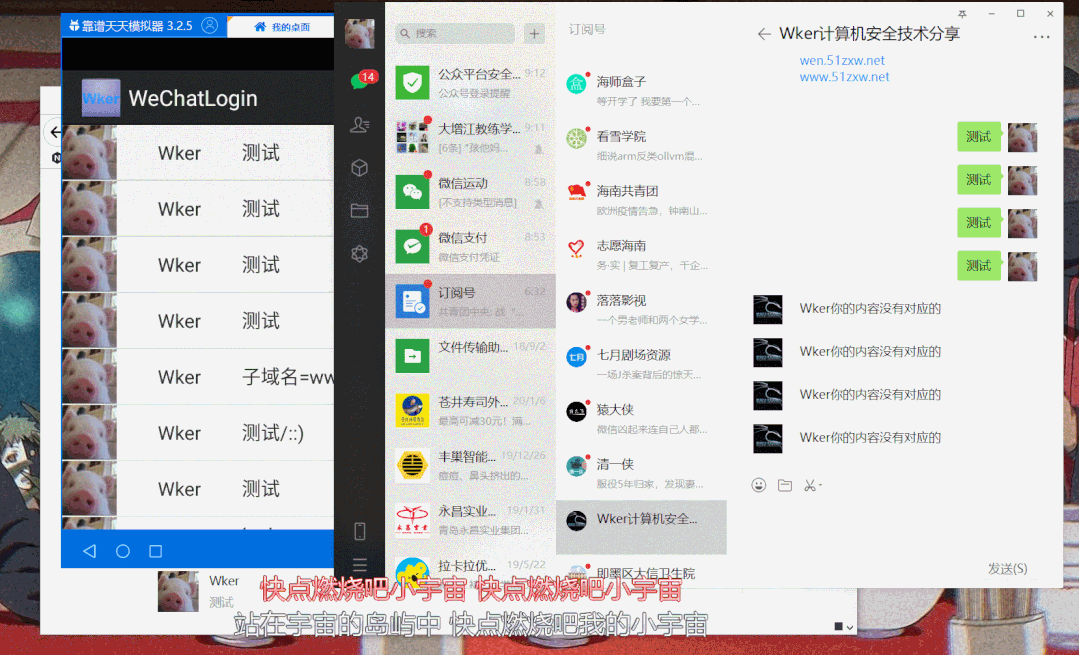 靠谱天天模拟器 3.2.5
我的桌面
Wker
WeChatLogin
Wker 测试
Wker 测试
Wker 测试
Wker 测试
Wker 子域名=ww
Wker 测试/::)
Wker 测试
Wker
测试
14
搜索
公众平台安全... 9:12
公众号登录提醒
大增江教练学... 9:11
[6条] "孩他妈...
微信运动 8:58
[不支持类型消息]
1
微信支付 8:53
微信支付凭证
订阅号 6:32
共青团中央: 战 "...
文件传输助... 18/9/2
苍井寿司外... 20/1/6
最高可减30元！满...
丰巢智能... 19/12/26
痘痘、鼻头挤出的...
永昌实业... 19/1/31
青岛永昌实业集团...
拉卡拉优... 19/5/22
订阅号
海师盒子
等开学了 我要第一个...
看雪学院
细说arm反类ollvm混...
海南共青团
欧洲疫情告急，钟南山...
志愿海南
务·实 | 复工复产，千企...
落落影视
一个男老师和两个女学...
七月
七月剧场资源
一场J杀案背后的惊天...
猿大侠
微信凶起来连自己人都...
清一侠
服役5年归家，发现妻...
Wker计算机安全...
即墨区大信卫生院
Wker计算机安全技术分享
wen.51zxw.net
www.51zxw.net
测试
测试
测试
测试
Wker你的内容没有对应的
Wker你的内容没有对应的
Wker你的内容没有对应的
Wker你的内容没有对应的
发送(S)
快点燃烧吧小宇宙 快点燃烧吧小宇宙
站在宇宙的岛屿中 快点燃烧吧我的小宇宙